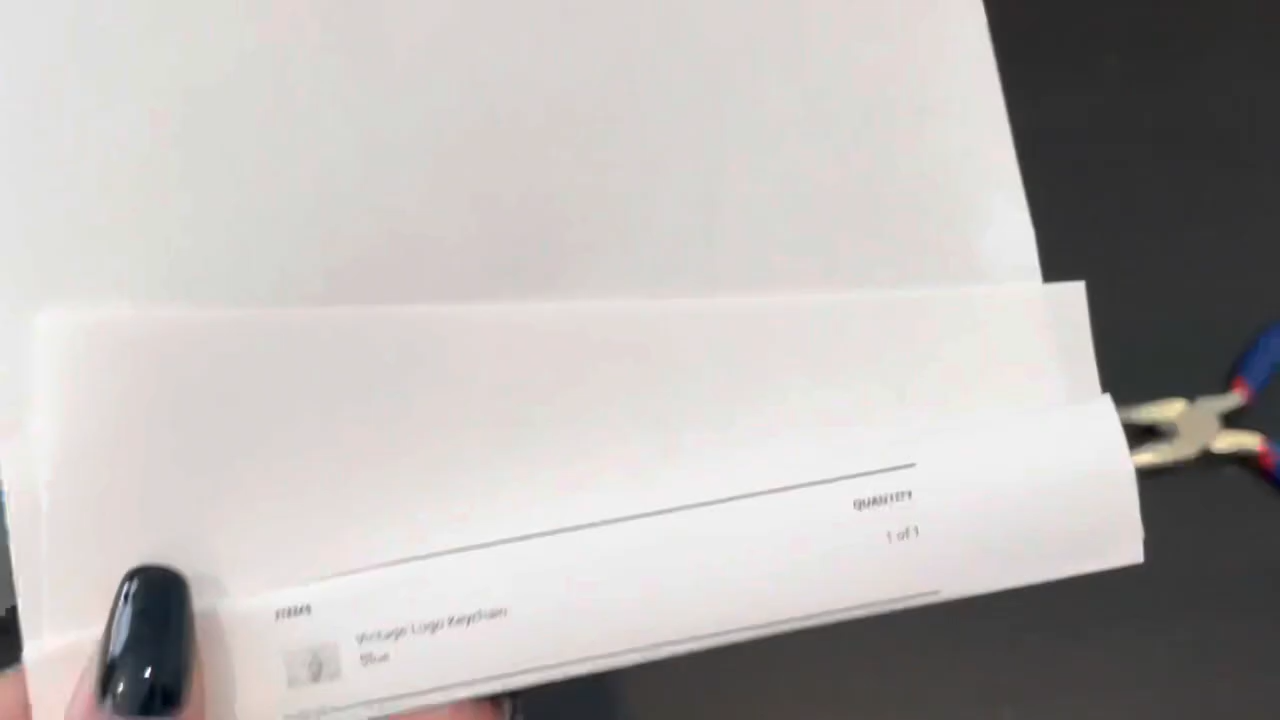 QUANTITY
1 of 1
ITEMS
Vintage Logo Keychain
Blue